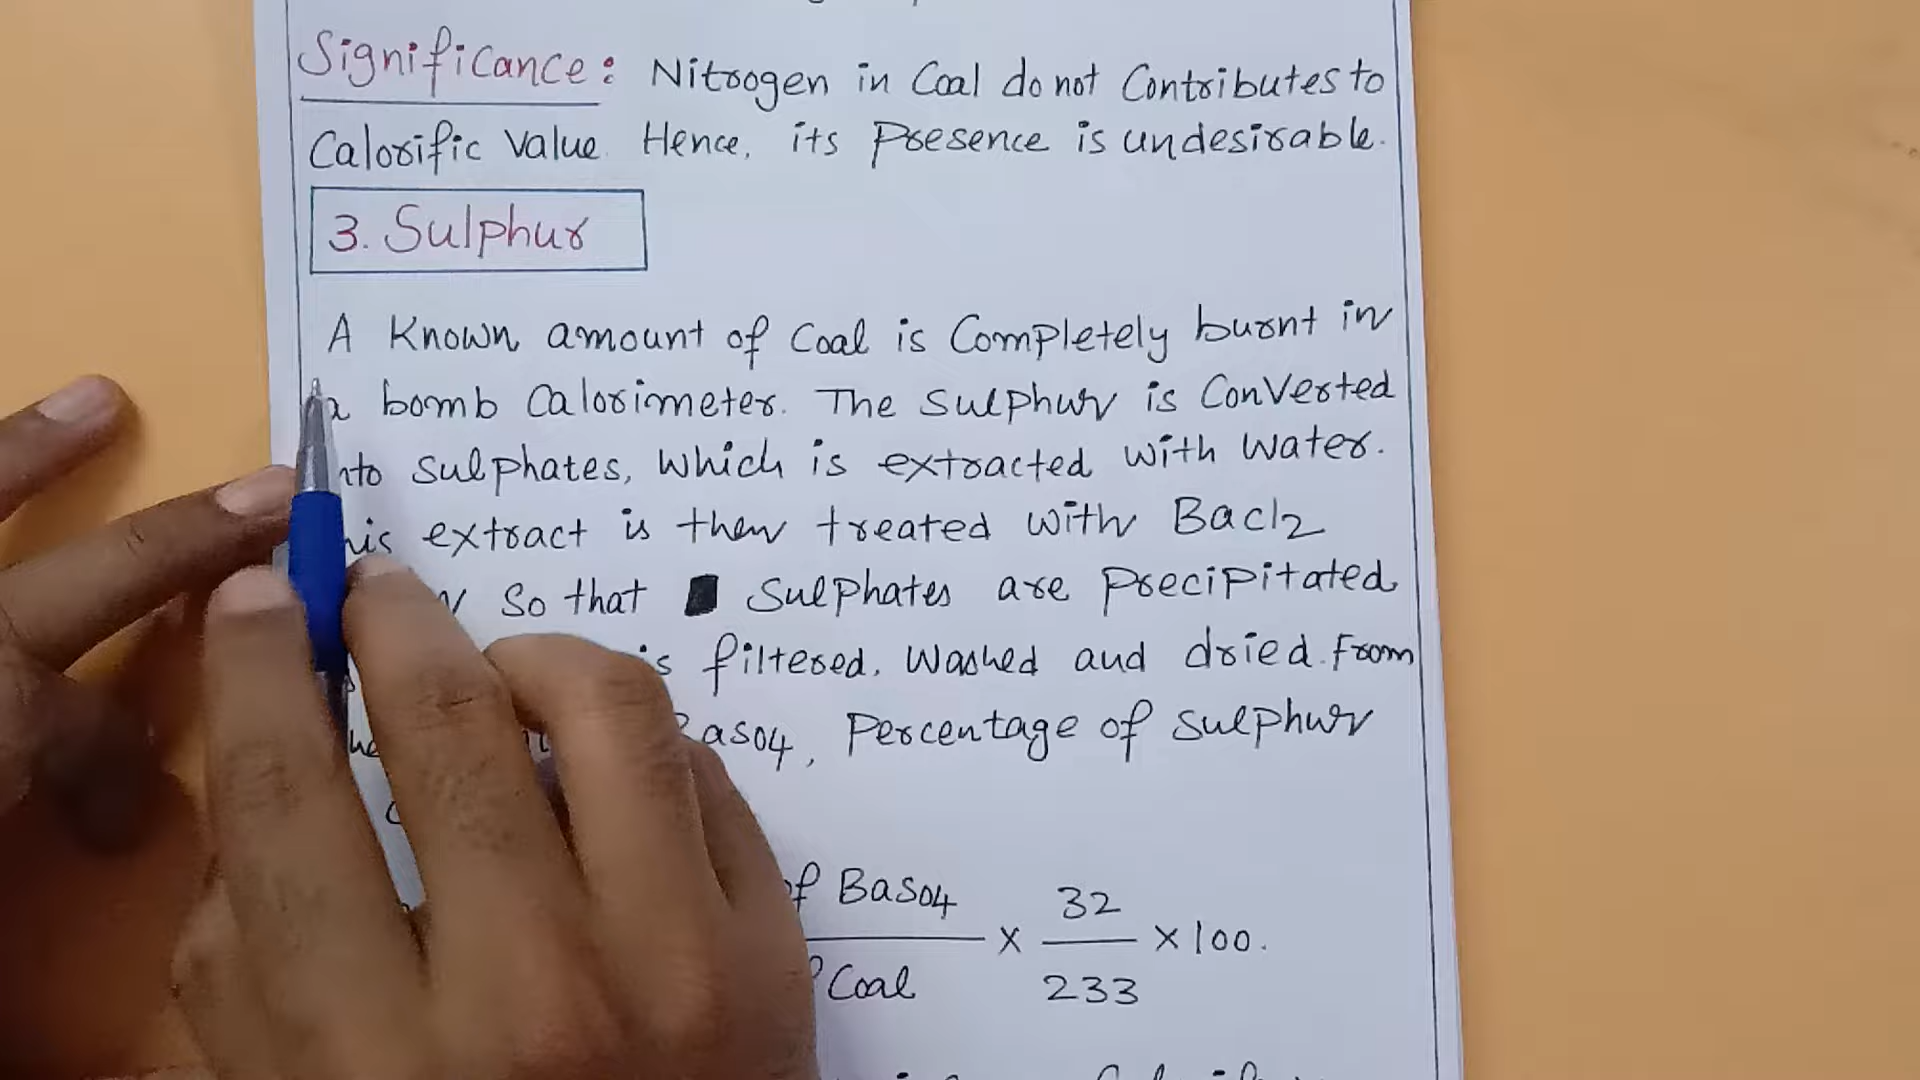 Significance: Nitrogen in Coal do not Contributes to
Calorific value. Hence, its Presence is undesirable.
3. Sulphur
A Known amount of Coal is Completely burnt in
a bomb Calorimeter. The Sulphur is Converted
nto Sulphates, Which is extracted with Water.
his extract is then treated with Bacl2
So that Sulphates are Precipitated
is filtered, Washed and dried. From
Baso4, Percentage of Sulphur
of Baso4 × 32 × 100.
Coal 233